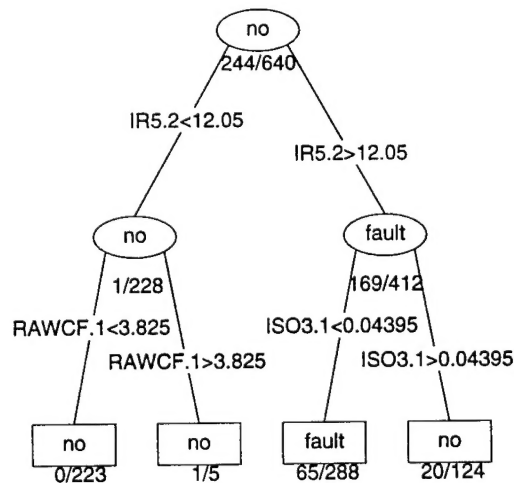 no
244/640
IR5.2<12.05
IR5.2>12.05
no
fault
1/228
169/412
RAWCF.1<3.825
ISO3.1<0.04395
RAWCF.1>3.825
ISO3.1>0.04395
no
no
fault
no
0/223
1/5
65/288
20/124